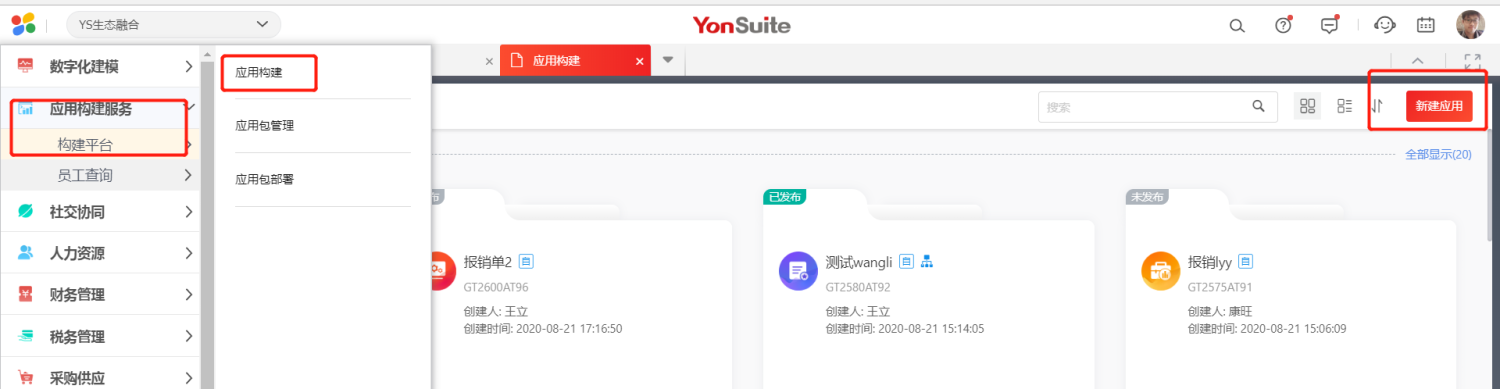 YS生态融合
YonSuite
数字化建模
应用构建服务
构建平台
员工查询
社交协同
人力资源
财务管理
税务管理
采购供应
应用构建
应用包管理
应用包部署
应用构建
搜索
新建应用
全部显示(20)
布
报销单2 自
GT2600AT96
创建人: 王立
创建时间: 2020-08-21 17:16:50
已发布
测试wangli 自
GT2580AT92
创建人: 王立
创建时间: 2020-08-21 15:14:05
未发布
报销lyy 自
GT2575AT91
创建人: 康旺
创建时间: 2020-08-21 15:06:09